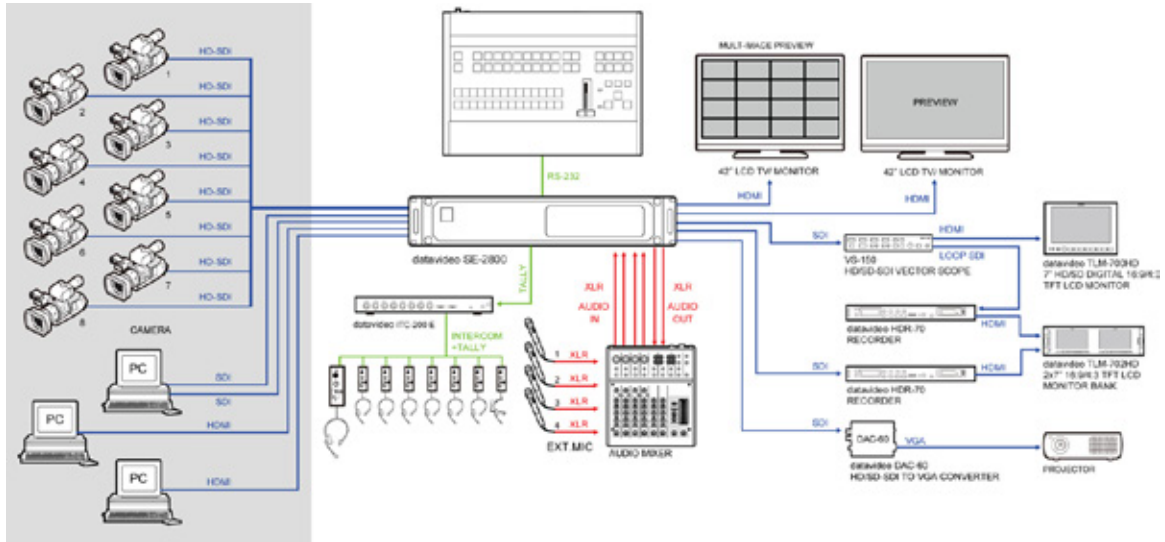 HD-SDI
1
HD-SDI
2
HD-SDI
3
HD-SDI
4
HD-SDI
5
HD-SDI
6
HD-SDI
7
HD-SDI
8
CAMERA
PC
SDI
SDI
PC
HDMI
PC
HDMI
RS-232
datavideo SE-2800
TALLY
datavideo ITC-200 E
INTERCOM
+TALLY
XLR
AUDIO
IN
XLR
AUDIO
OUT
1 XLR
2 XLR
3 XLR
4 XLR
EXT.MIC
AUDIO MIXER
MULTI-IMAGE PREVIEW
42" LCD TV/ MONITOR
HDMI
PREVIEW
42" LCD TV/ MONITOR
HDMI
SDI
VS-150
HD/SD-SDI VECTOR SCOPE
HDMI
LOOP SDI
datavideo TLM-700HD
7" HD/SD DIGITAL 16:9/4:3
TFT LCD MONITOR
datavideo HDR-70
RECORDER
HDMI
SDI
datavideo HDR-70
RECORDER
HDMI
datavideo TLM-702HD
2x7" 16:9/4:3 TFT LCD
MONITOR BANK
SDI
DAC-60
VGA
datavideo DAC-60
HD/SD-SDI TO VGA CONVERTER
PROJECTOR